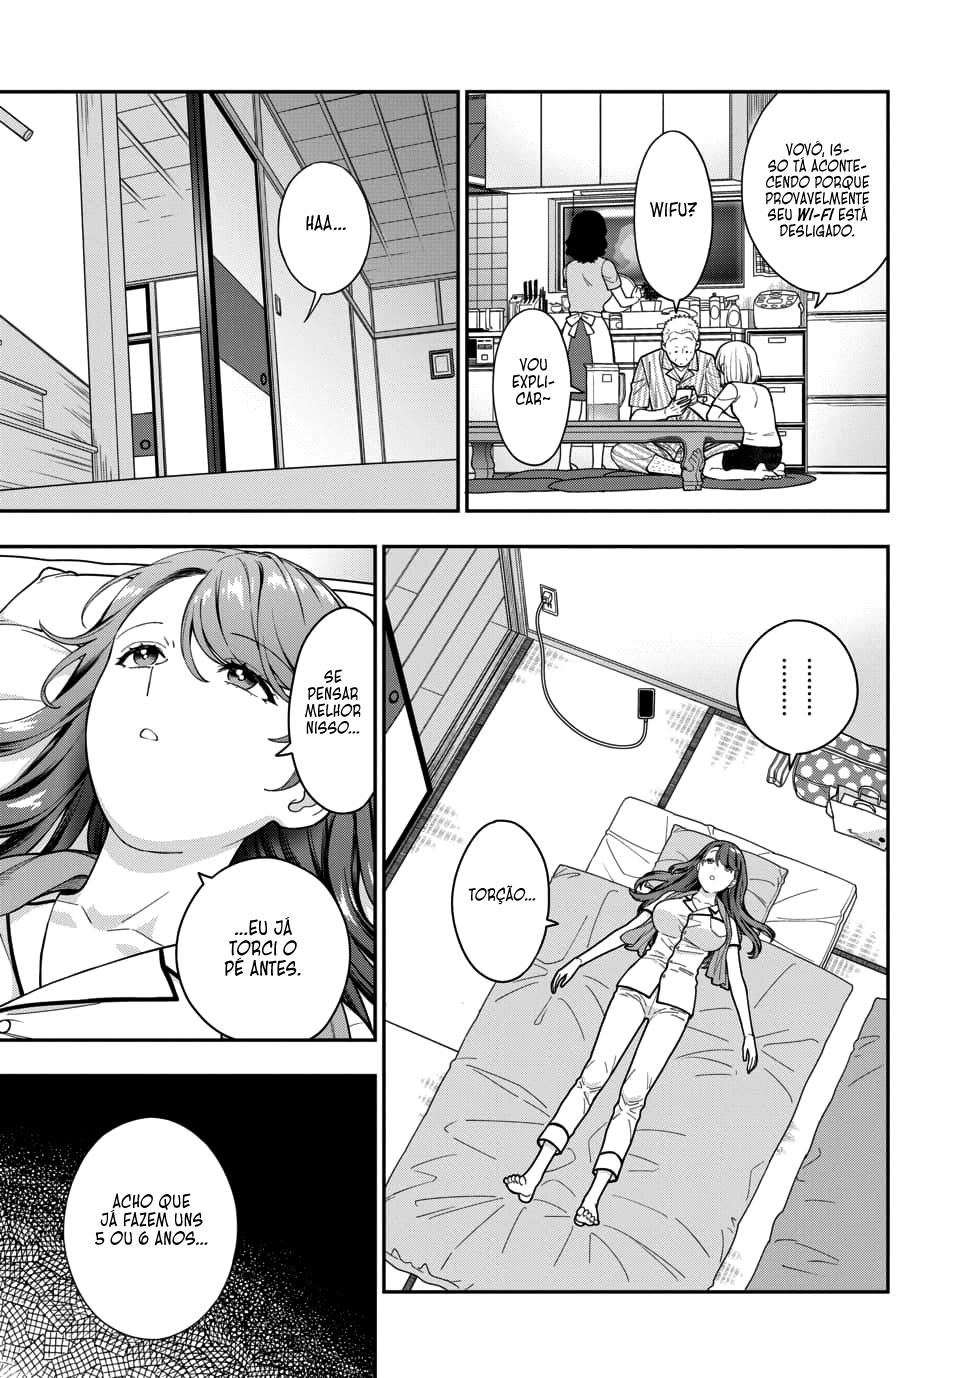 VOVÔ, IS-
SO TÁ ACONTE-
CENDO PORQUE
PROVAVELMENTE
SEU WI-FI ESTÁ
DESLIGADO.
WIFU?
VOU
EXPLI-
CAR~
HAA...
TORÇÃO...
SE
PENSAR
MELHOR
NISSO...
...EU JÁ
TORCI O
PÉ ANTES.
ACHO QUE
JÁ FAZEM UNS
5 OU 6 ANOS...